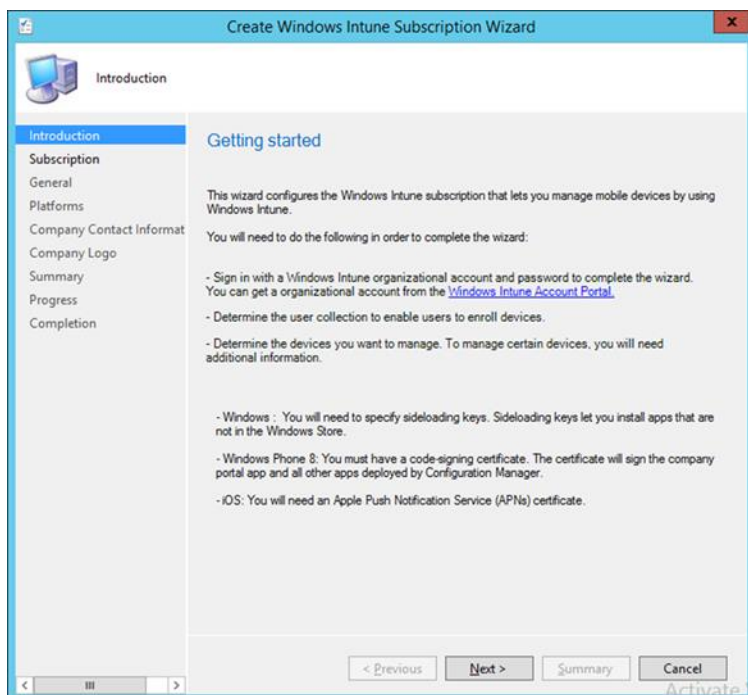 Create Windows Intune Subscription Wizard
Introduction
Introduction
Subscription
General
Platforms
Company Contact Informat
Company Logo
Summary
Progress
Completion
Getting started
This wizard configures the Windows Intune subscription that lets you manage mobile devices by using
Windows Intune.
You will need to do the following in order to complete the wizard:
- Sign in with a Windows Intune organizational account and password to complete the wizard.
You can get a organizational account from the Windows Intune Account Portal.
- Determine the user collection to enable users to enroll devices.
- Determine the devices you want to manage. To manage certain devices, you will need
additional information.
- Windows : You will need to specify sideloading keys. Sideloading keys let you install apps that are
not in the Windows Store.
- Windows Phone 8: You must have a code-signing certificate. The certificate will sign the company
portal app and all other apps deployed by Configuration Manager.
- iOS: You will need an Apple Push Notification Service (APNs) certificate.
< Previous Next > Summary Cancel
Activate